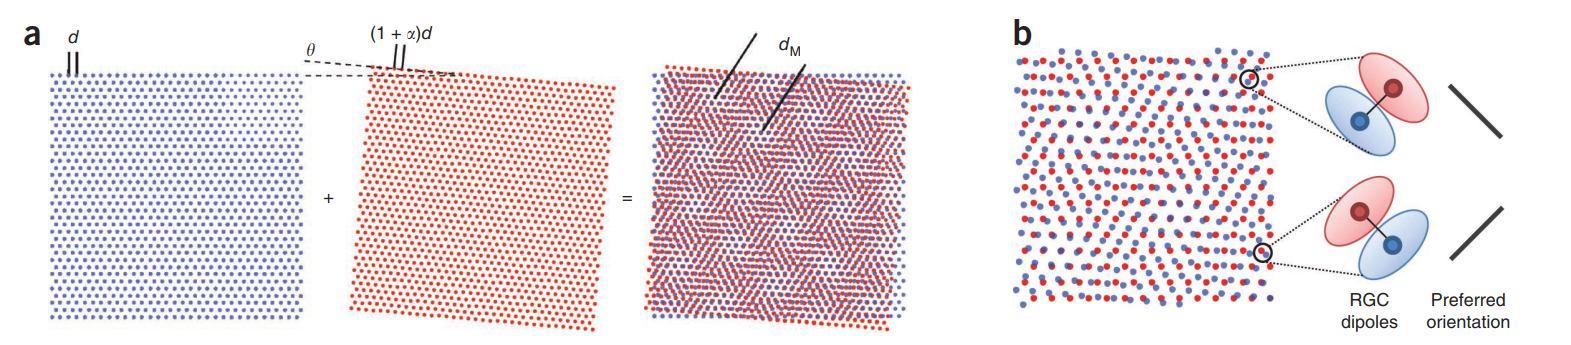 a
d
θ
(1 + α)d
d_M
+
=
b
RGC
dipoles
Preferred
orientation